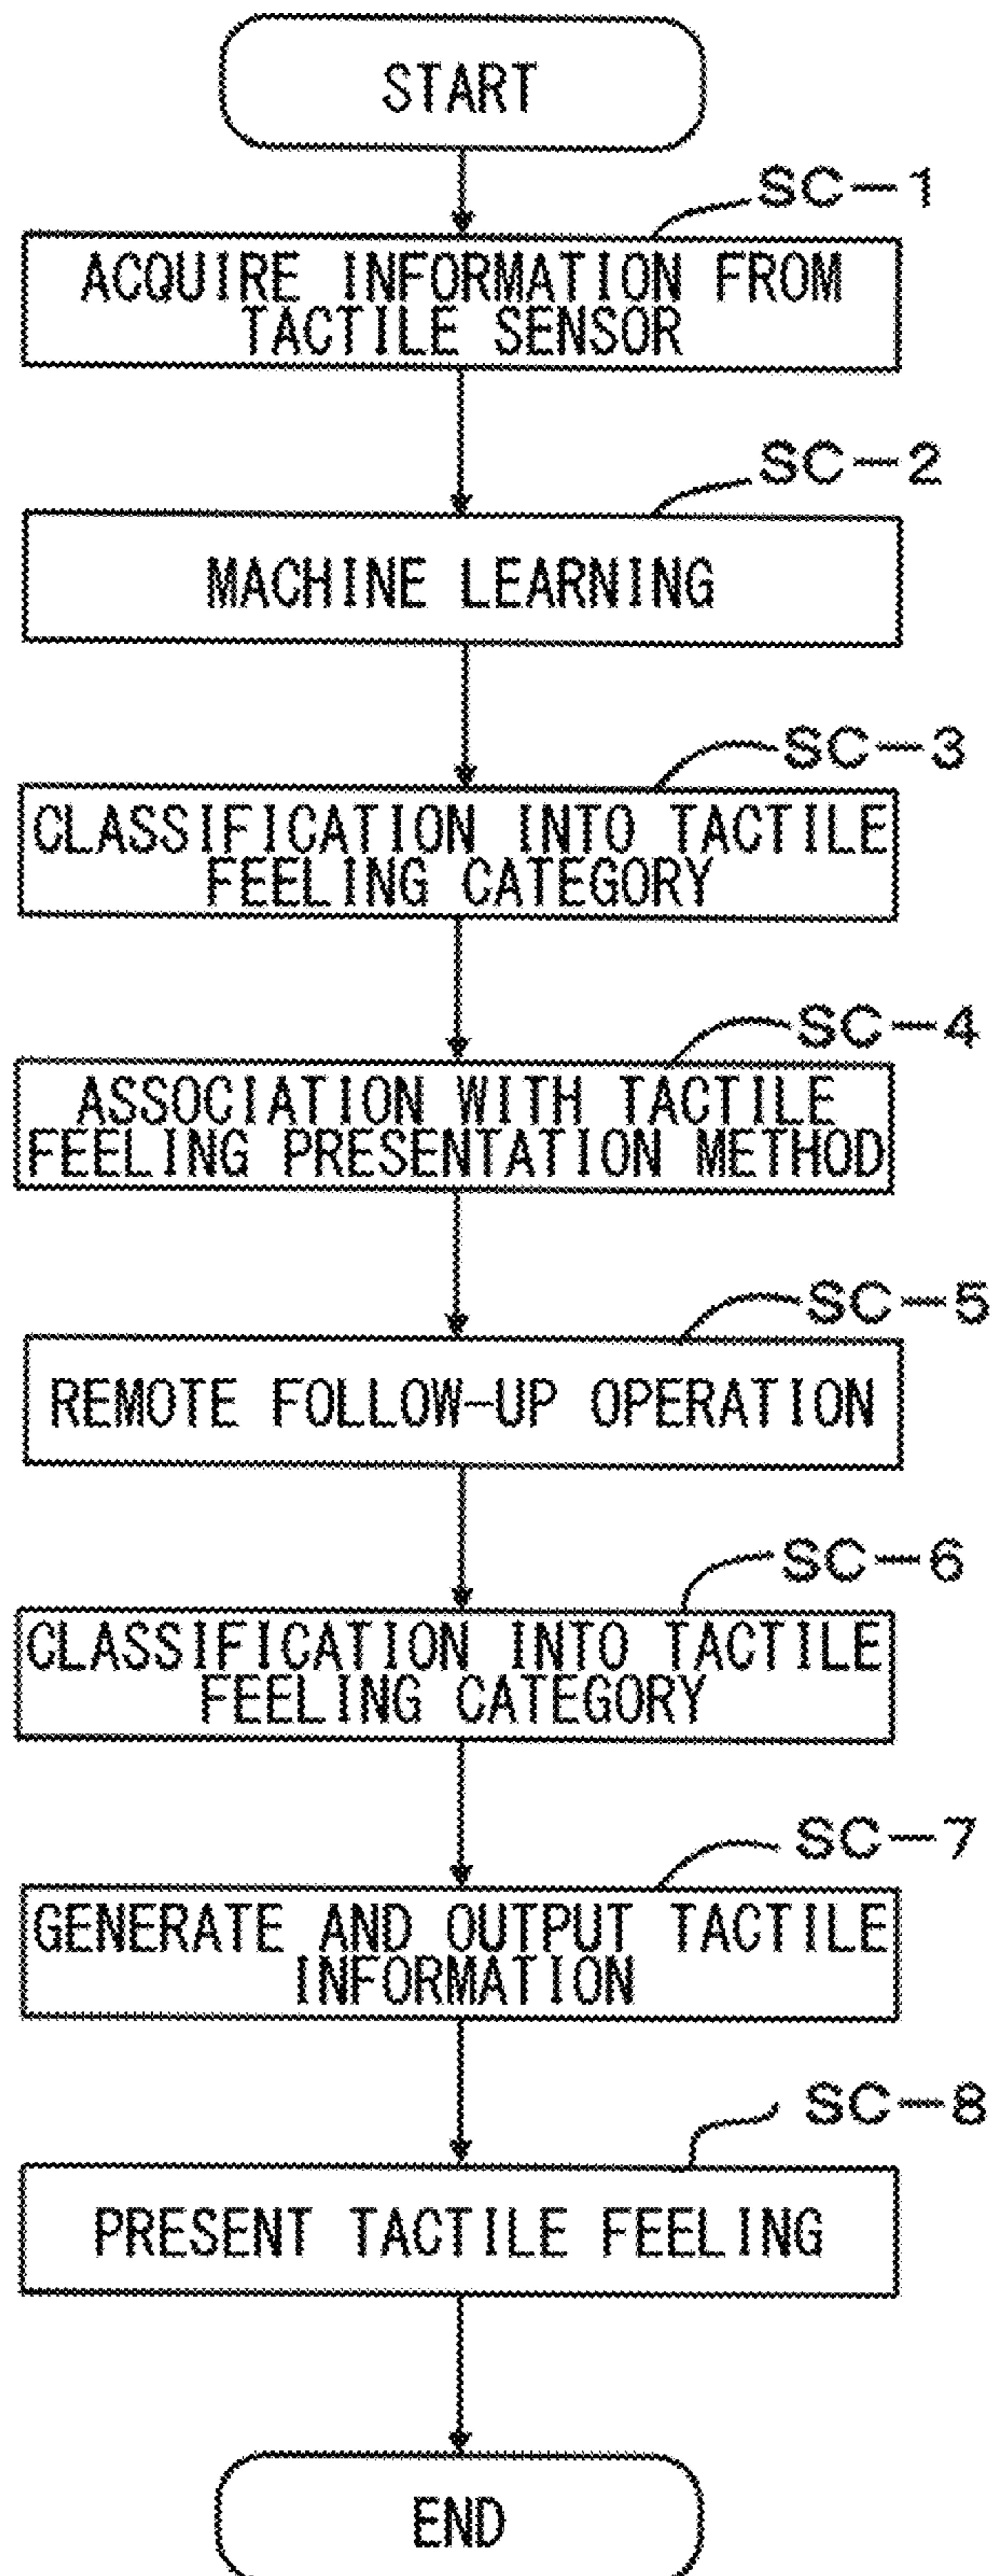 START
SC-1
ACQUIRE INFORMATION FROM
TACTILE SENSOR
SC-2
MACHINE LEARNING
SC-3
CLASSIFICATION INTO TACTILE
FEELING CATEGORY
SC-4
ASSOCIATION WITH TACTILE
FEELING PRESENTATION METHOD
SC-5
REMOTE FOLLOW-UP OPERATION
SC-6
CLASSIFICATION INTO TACTILE
FEELING CATEGORY
SC-7
GENERATE AND OUTPUT TACTILE
INFORMATION
SC-8
PRESENT TACTILE FEELING
END